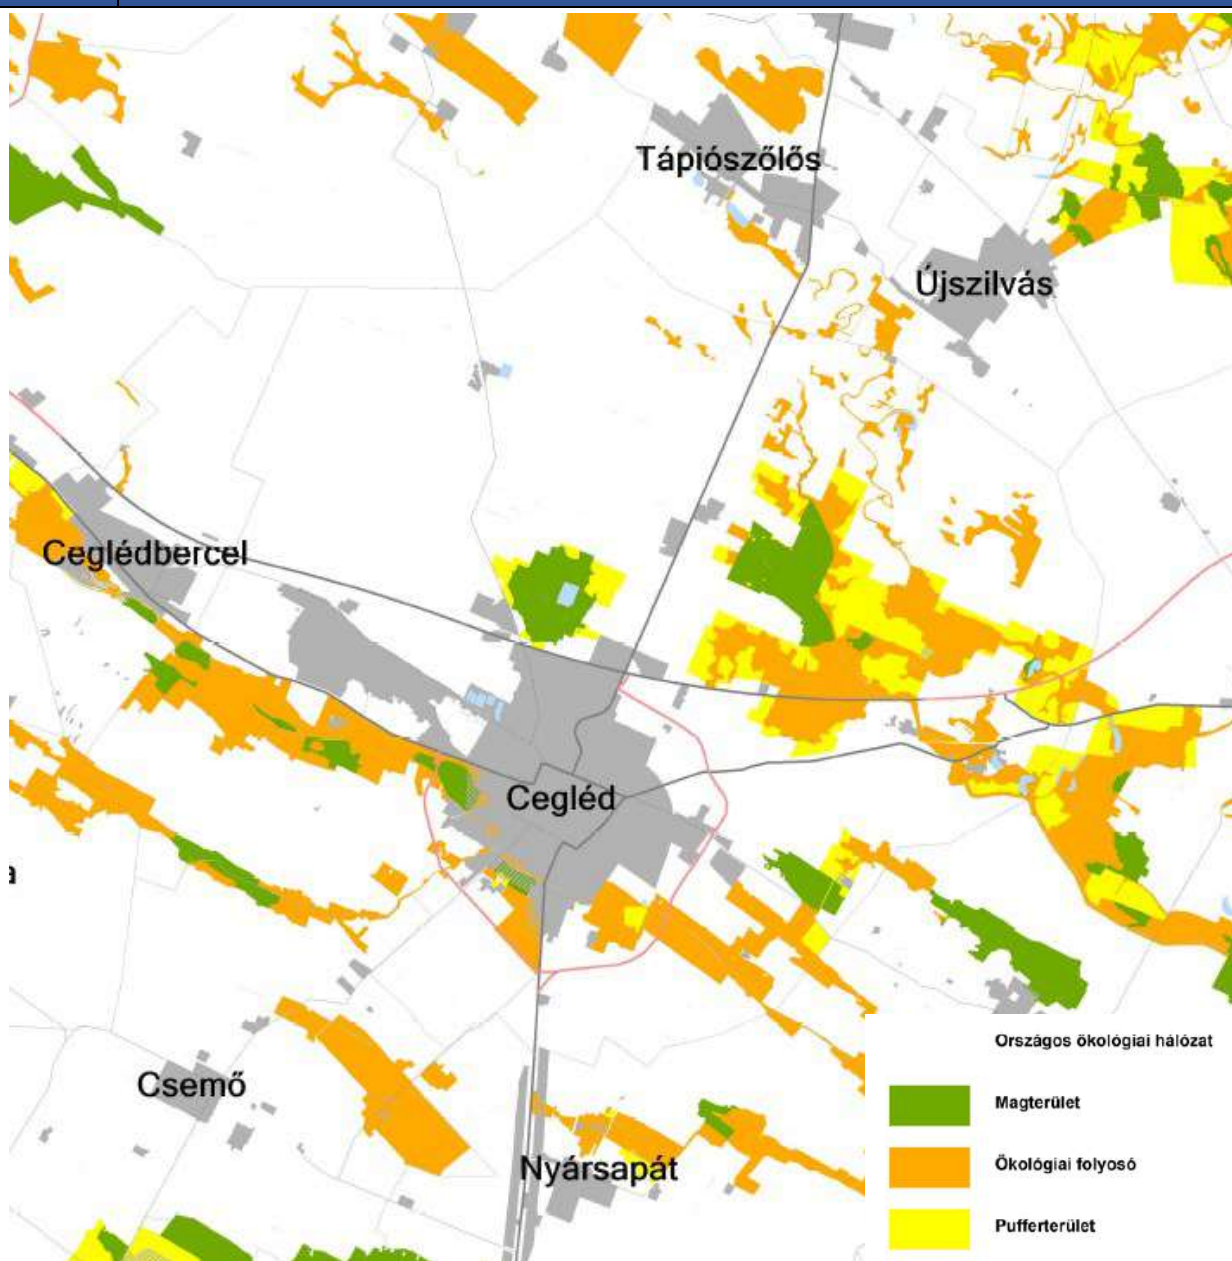 Tápiószőlős
Újszilvás
Ceglédbercel
Cegléd
a
Csemő
Nyársapát
Országos ökológiai hálózat
Magterület
Ökológiai folyosó
Pufferterület